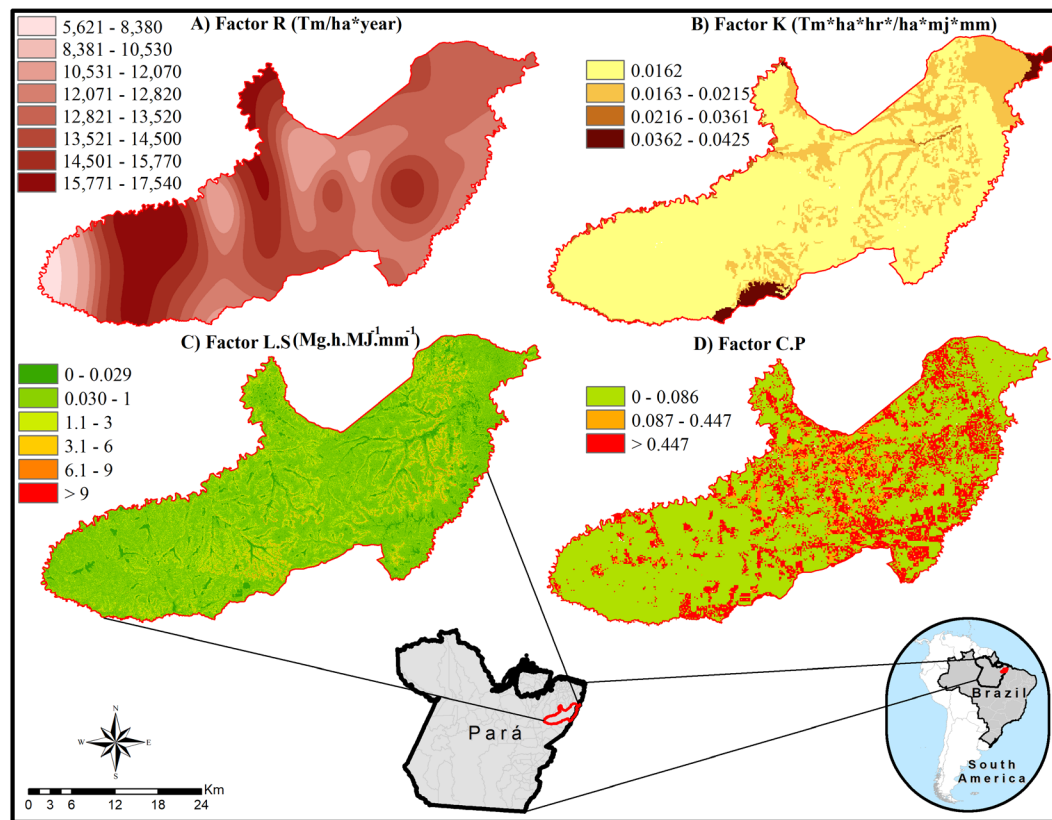 A) Factor R (Tm/ha*year)
5,621 - 8,380
8,381 - 10,530
10,531 - 12,070
12,071 - 12,820
12,821 - 13,520
13,521 - 14,500
14,501 - 15,770
15,771 - 17,540
B) Factor K (Tm*ha*hr*/ha*mj*mm)
0.0162
0.0163 - 0.0215
0.0216 - 0.0361
0.0362 - 0.0425
C) Factor L.S (Mg.h.MJ⁻¹.mm⁻¹)
0 - 0.029
0.030 - 1
1.1 - 3
3.1 - 6
6.1 - 9
> 9
D) Factor C.P
0 - 0.086
0.087 - 0.447
> 0.447
N
W E
S
Km
0 3 6 12 18 24
Pará
Brazil
South
America